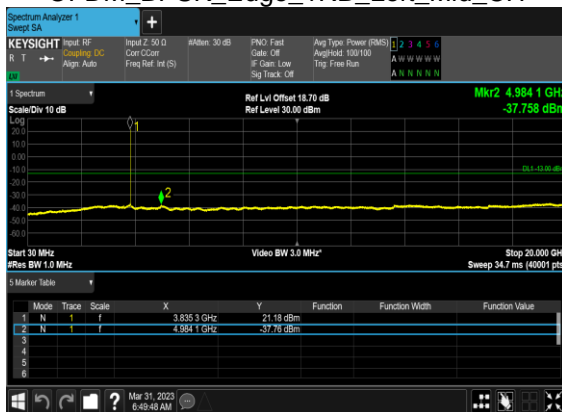 Spectrum Analyzer 1
Swept SA
+
KEYSIGHT
R T
LU
Input: RF
Coupling: DC
Align: Auto
Input Z: 50 Ω
Corr CCorr
Freq Ref: Int (S)
#Atten: 30 dB
PNO: Fast
Gate: Off
IF Gain: Low
Sig Track: Off
Avg Type: Power (RMS)
Avg|Hold: 100/100
Trig: Free Run
1 2 3 4 5 6
A W W W W W
A N N N N N
1 Spectrum
Scale/Div 10 dB
Ref Lvl Offset 18.70 dB
Ref Level 30.00 dBm
Mkr2 4.984 1 GHz
-37.758 dBm
Log
20.0
10.0
0.00
-10.0
-20.0
-30.0
-40.0
-50.0
-60.0
1
2
DL1 -13.00 dB
Start 30 MHz
#Res BW 1.0 MHz
Video BW 3.0 MHz*
Stop 20.000 GH
Sweep 34.7 ms (40001 pts
5 Marker Table
Mode Trace Scale X Y Function Function Width Function Value
1 N 1 f 3.835 3 GHz 21.18 dBm
2 N 1 f 4.984 1 GHz -37.76 dBm
3
4
5
6
?
Mar 31, 2023
6:49:48 AM